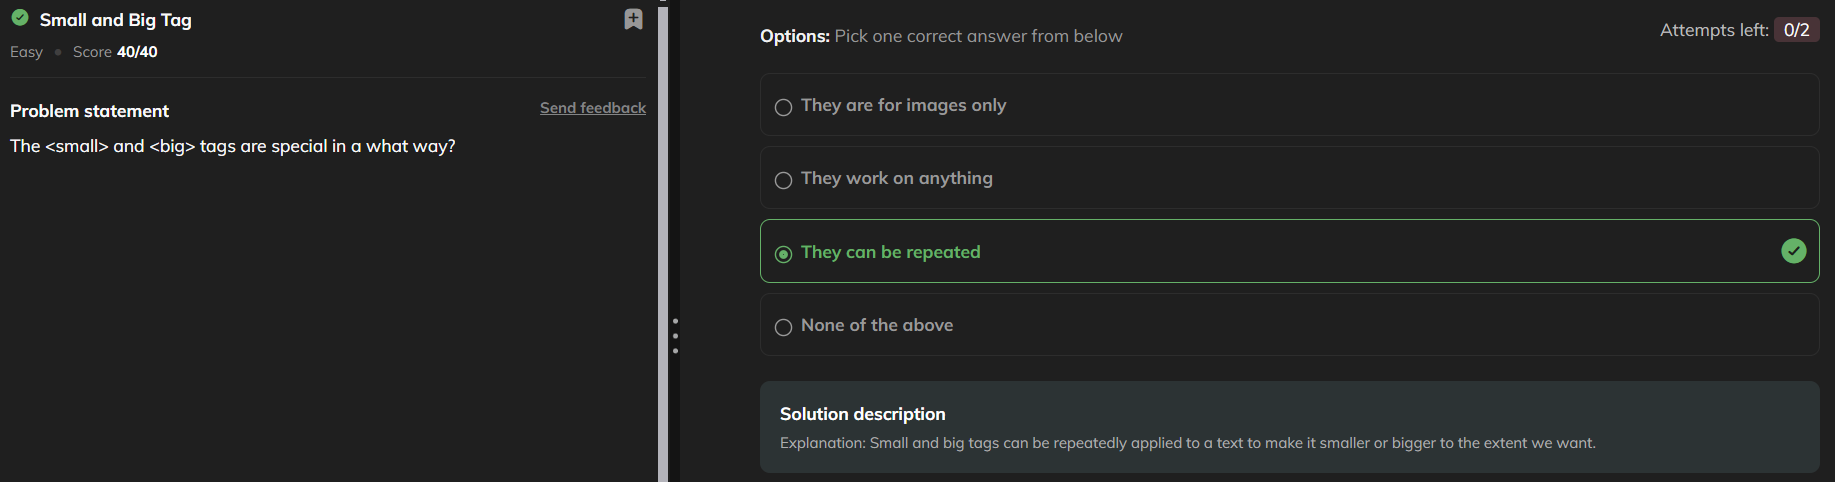 Small and Big Tag
Easy • Score 40/40
Problem statement
Send feedback
The <small> and <big> tags are special in a what way?
Options: Pick one correct answer from below
Attempts left: 0/2
They are for images only
They work on anything
They can be repeated
None of the above
Solution description
Explanation: Small and big tags can be repeatedly applied to a text to make it smaller or bigger to the extent we want.